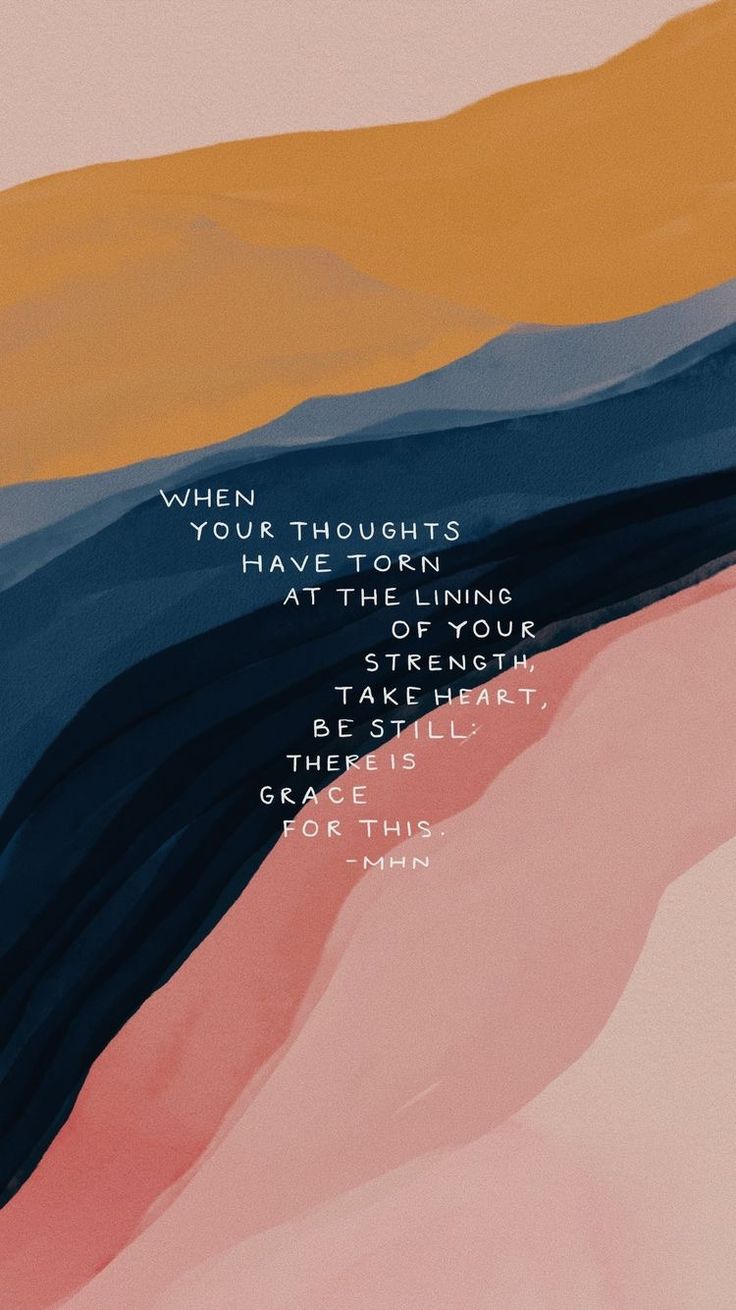 WHEN
YOUR THOUGHTS
HAVE TORN
AT THE LINING
OF YOUR
STRENGTH,
TAKE HEART,
BE STILL:
THERE IS
GRACE
FOR THIS.
-MHN